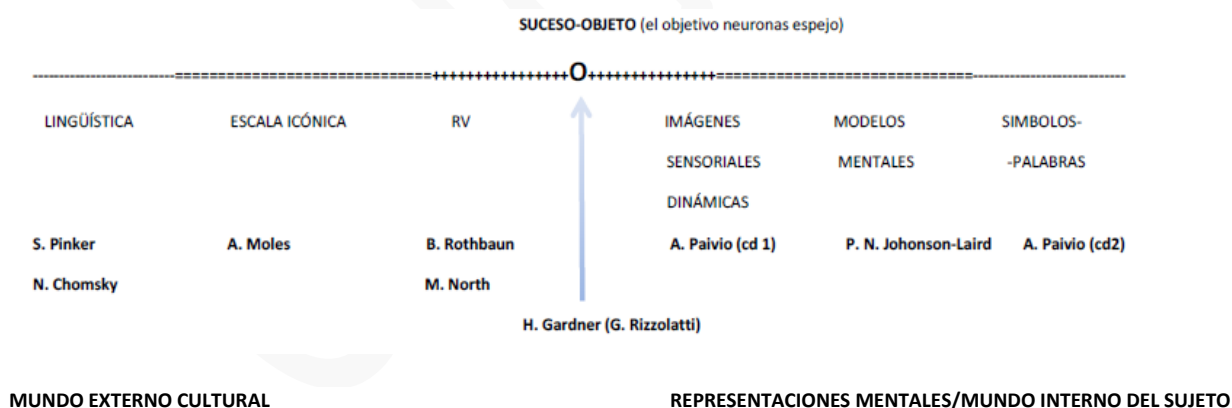 SUCESO-OBJETO (el objetivo neuronas espejo)
---------------------------==============================++++++++++++++++O+++++++++++++++==============================-----------------------------
LINGÜÍSTICA ESCALA ICÓNICA RV IMÁGENES MODELOS SIMBOLOS-
SENSORIALES MENTALES -PALABRAS
DINÁMICAS
S. Pinker A. Moles B. Rothbaun A. Paivio (cd 1) P. N. Johonson-Laird A. Paivio (cd2)
N. Chomsky M. North
H. Gardner (G. Rizzolatti)
MUNDO EXTERNO CULTURAL REPRESENTACIONES MENTALES/MUNDO INTERNO DEL SUJETO